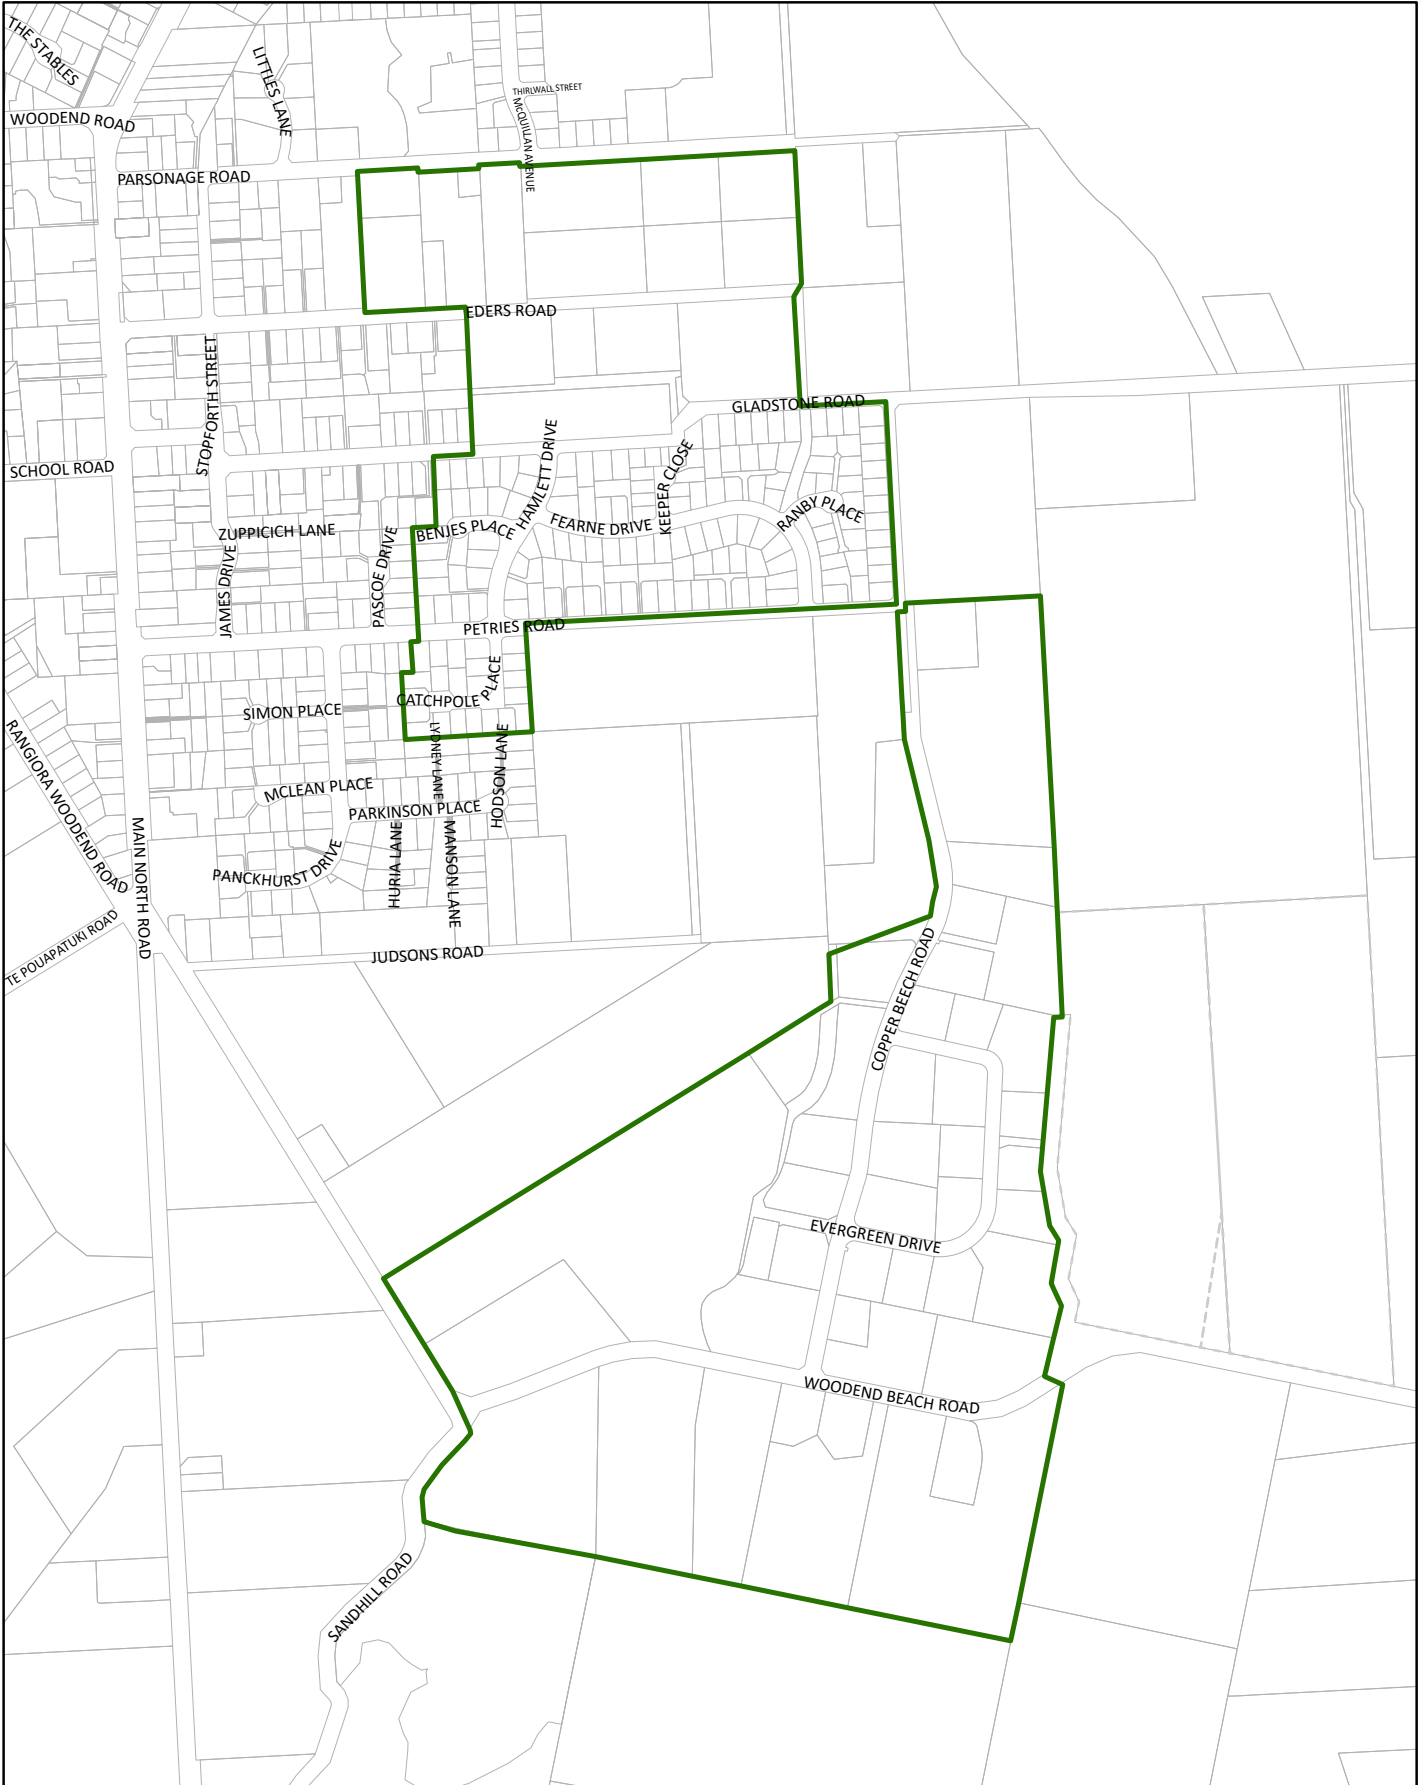 THE STABLES
LITTLES LANE
THIRLWALL STREET
WOODEND ROAD
McQUILLAN AVENUE
PARSONAGE ROAD
EDERS ROAD
STOPFORTH STREET
GLADSTONE ROAD
HAMLETT DRIVE
KEEPER CLOSE
SCHOOL ROAD
RANBY PLACE
FEARNE DRIVE
BENJES PLACE
ZUPPICICH LANE
PASCOE DRIVE
JAMES DRIVE
PETRIES ROAD
CATCHPOLE PLACE
SIMON PLACE
LYDNEY LANE
HODSON LANE
RANGIORA WOODEND ROAD
MCLEAN PLACE
PARKINSON PLACE
MAIN NORTH ROAD
HURIA LANE
MANSON LANE
PANCKHURST DRIVE
TE POUAPATUKI ROAD
JUDSONS ROAD
COPPER BEECH ROAD
EVERGREEN DRIVE
WOODEND BEACH ROAD
SANDHILL ROAD